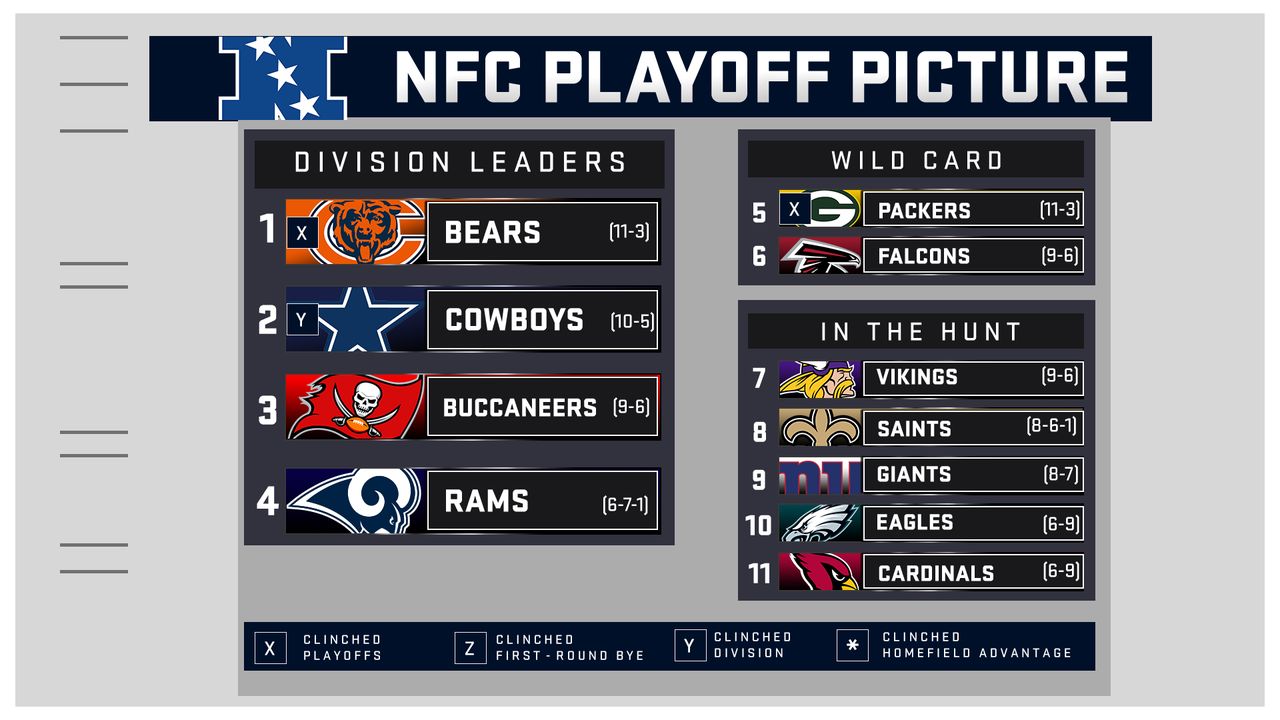 NFC PLAYOFF PICTURE
DIVISION LEADERS
1 X BEARS (11-3)
2 Y COWBOYS (10-5)
3 BUCCANEERS (9-6)
4 RAMS (6-7-1)
WILD CARD
5 X G PACKERS (11-3)
6 FALCONS (9-6)
IN THE HUNT
7 VIKINGS (9-6)
8 SAINTS (8-6-1)
9 ny GIANTS (8-7)
10 EAGLES (6-9)
11 CARDINALS (6-9)
X CLINCHED
PLAYOFFS
Z CLINCHED
FIRST-ROUND BYE
Y CLINCHED
DIVISION
* CLINCHED
HOMEFIELD ADVANTAGE